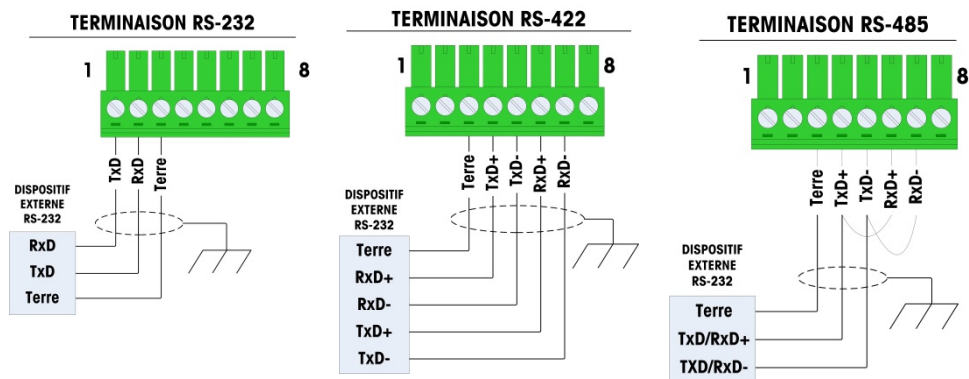 TERMINAISON RS-232
1
8
TxD
RxD
Terre
DISPOSITIF
EXTERNE
RS-232
RxD
TxD
Terre
TERMINAISON RS-422
1
8
Terre
TxD+
TxD-
RxD+
RxD-
DISPOSITIF
EXTERNE
RS-232
Terre
RxD+
RxD-
TxD+
TxD-
TERMINAISON RS-485
1
8
Terre
TxD+
TxD-
RxD+
RxD-
DISPOSITIF
EXTERNE
RS-232
Terre
TxD/RxD+
TXD/RxD-